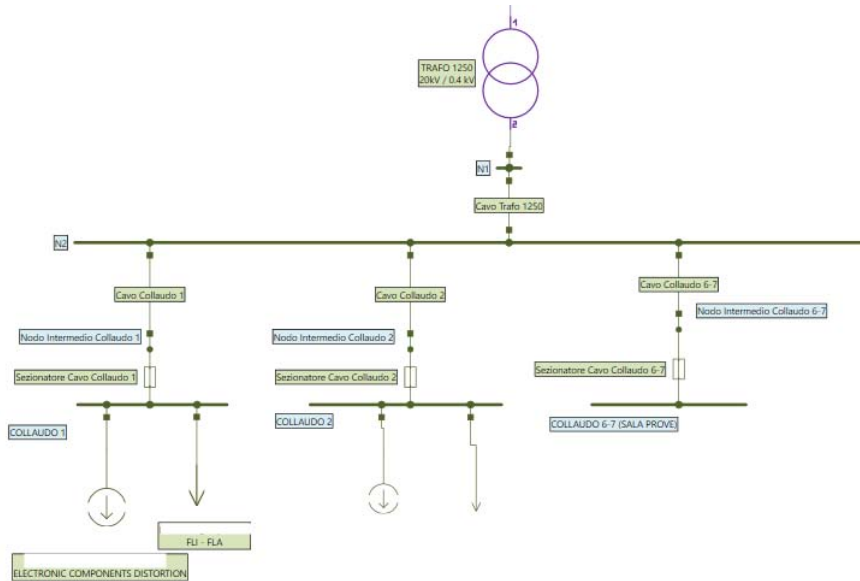 1
TRAFO 1250
20kV / 0.4 kV
2
N1
Cavo Trafo 1250
N2
Cavo Collaudo 1
Cavo Collaudo 2
Cavo Collaudo 6-7
Nodo Intermedio Collaudo 1
Nodo Intermedio Collaudo 2
Nodo Intermedio Collaudo 6-7
Sezionatore Cavo Collaudo 1
Sezionatore Cavo Collaudo 2
Sezionatore Cavo Collaudo 6-7
COLLAUDO 1
COLLAUDO 2
COLLAUDO 6-7 (SALA PROVE)
FLI - FLA
ELECTRONIC COMPONENTS DISTORTION